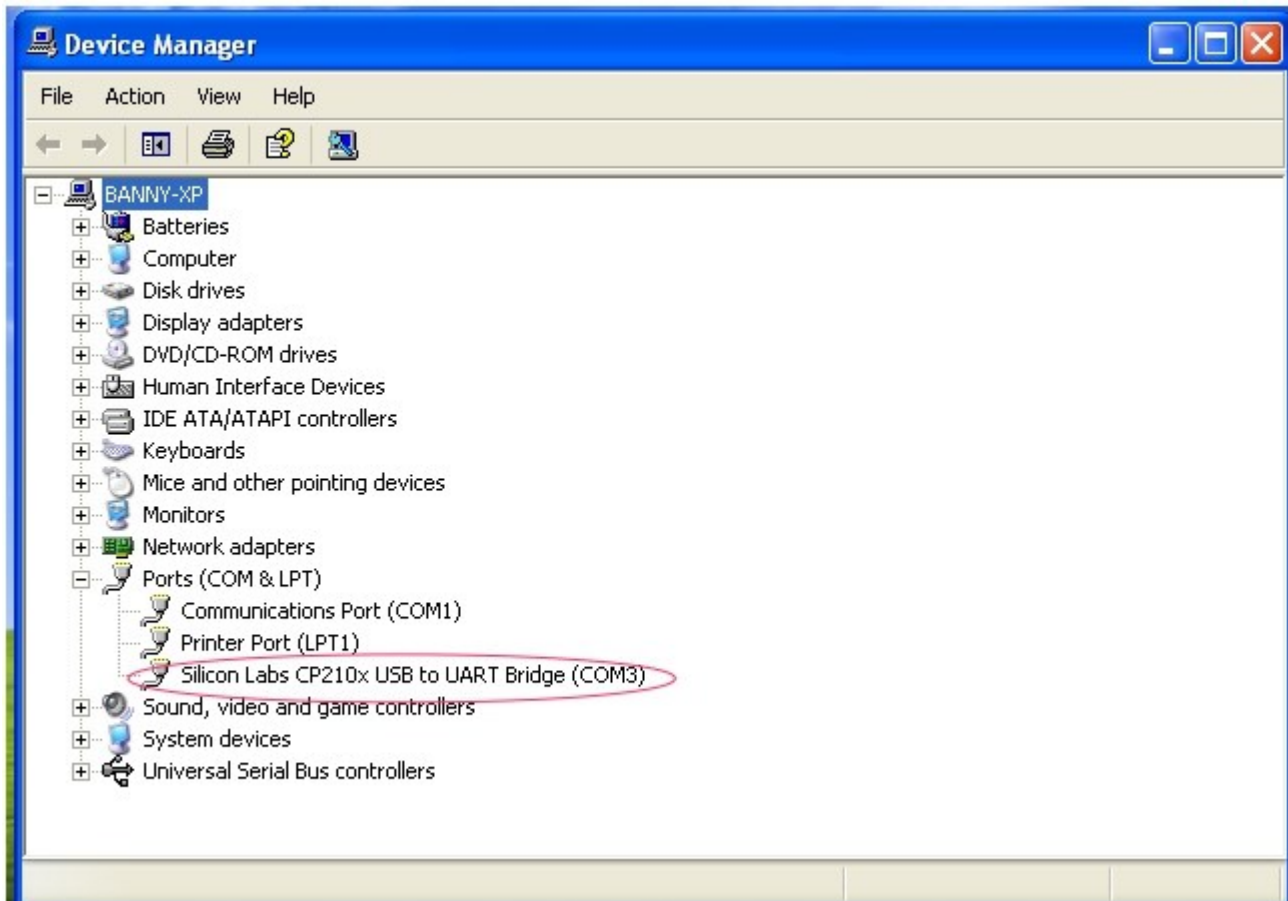 Device Manager
File Action View Help
BANNY-XP
Batteries
Computer
Disk drives
Display adapters
DVD/CD-ROM drives
Human Interface Devices
IDE ATA/ATAPI controllers
Keyboards
Mice and other pointing devices
Monitors
Network adapters
Ports (COM & LPT)
Communications Port (COM1)
Printer Port (LPT1)
Silicon Labs CP210x USB to UART Bridge (COM3)
Sound, video and game controllers
System devices
Universal Serial Bus controllers